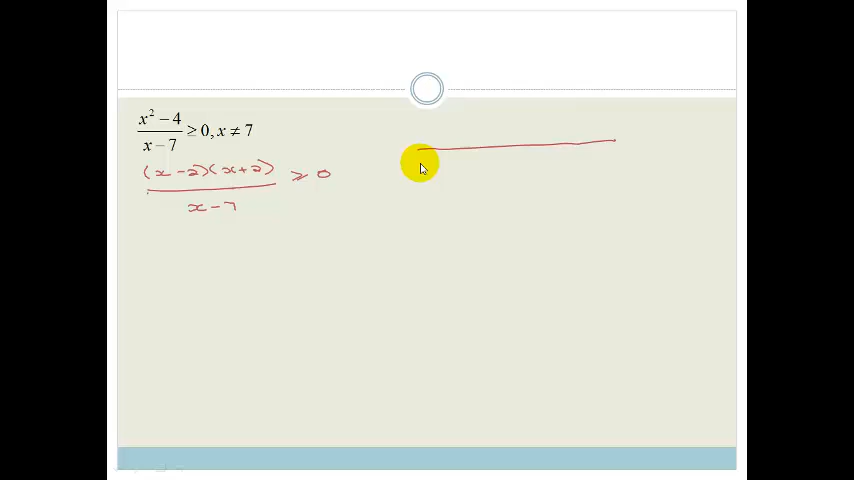 x² − 4
x − 7 ≥ 0, x ≠ 7
(x − 2)(x + 2) ⩾ 0
x − 7